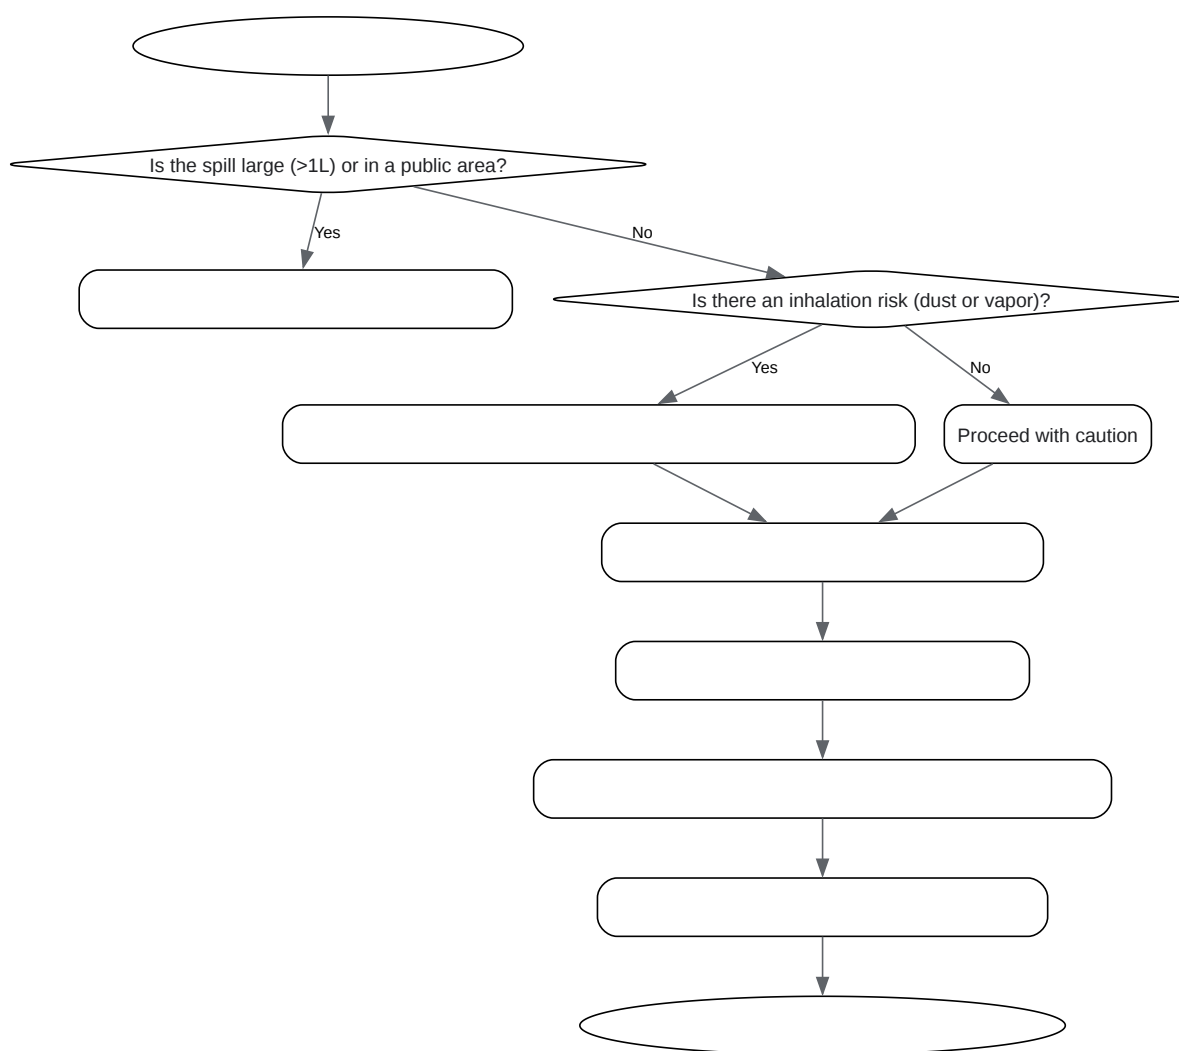 Is the spill large (>1L) or in a public area?
Yes
No
Is there an inhalation risk (dust or vapor)?
Yes
No
Proceed with caution